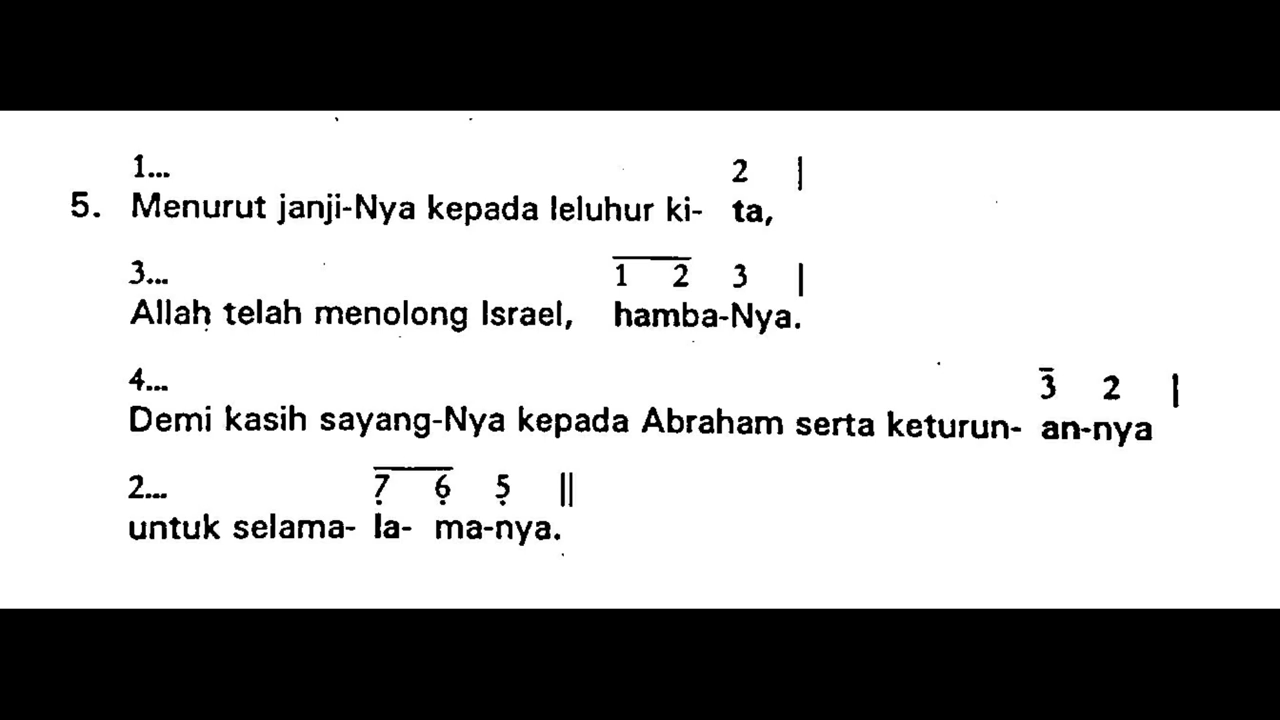 1... 2 |
5. Menurut janji-Nya kepada leluhur ki- ta,
3... 1 2 3 |
Allah telah menolong Israel, hamba-Nya.
4... 3 2 |
Demi kasih sayang-Nya kepada Abraham serta keturun- an-nya
2... 7̣ 6̣ 5̣ ||
untuk selama- la- ma-nya.